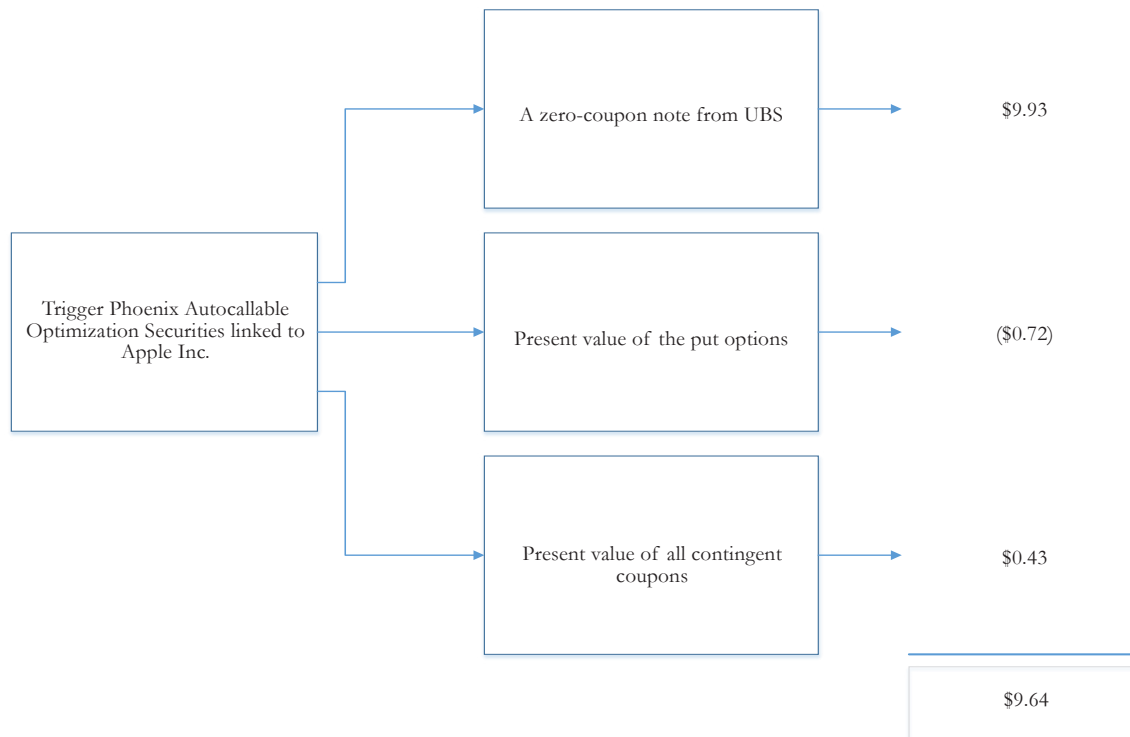 A zero-coupon note from UBS
$9.93
Trigger Phoenix Autocallable
Optimization Securities linked to
Apple Inc.
Present value of the put options
($0.72)
Present value of all contingent
coupons
$0.43
$9.64